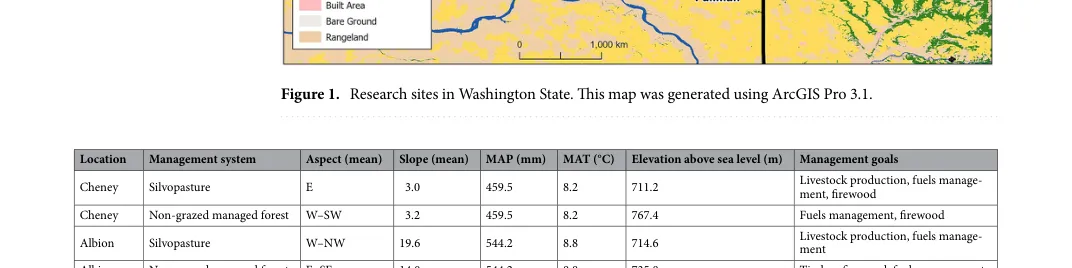 Built Area
Bare Ground
Rangeland
0 1,000 km
Figure 1. Research sites in Washington State. This map was generated using ArcGIS Pro 3.1.
Location Management system Aspect (mean) Slope (mean) MAP (mm) MAT (°C) Elevation above sea level (m) Management goals
Cheney Silvopasture E 3.0 459.5 8.2 711.2 Livestock production, fuels manage-
ment, firewood
Cheney Non-grazed managed forest W–SW 3.2 459.5 8.2 767.4 Fuels management, firewood
Albion Silvopasture W–NW 19.6 544.2 8.8 714.6 Livestock production, fuels manage-
ment